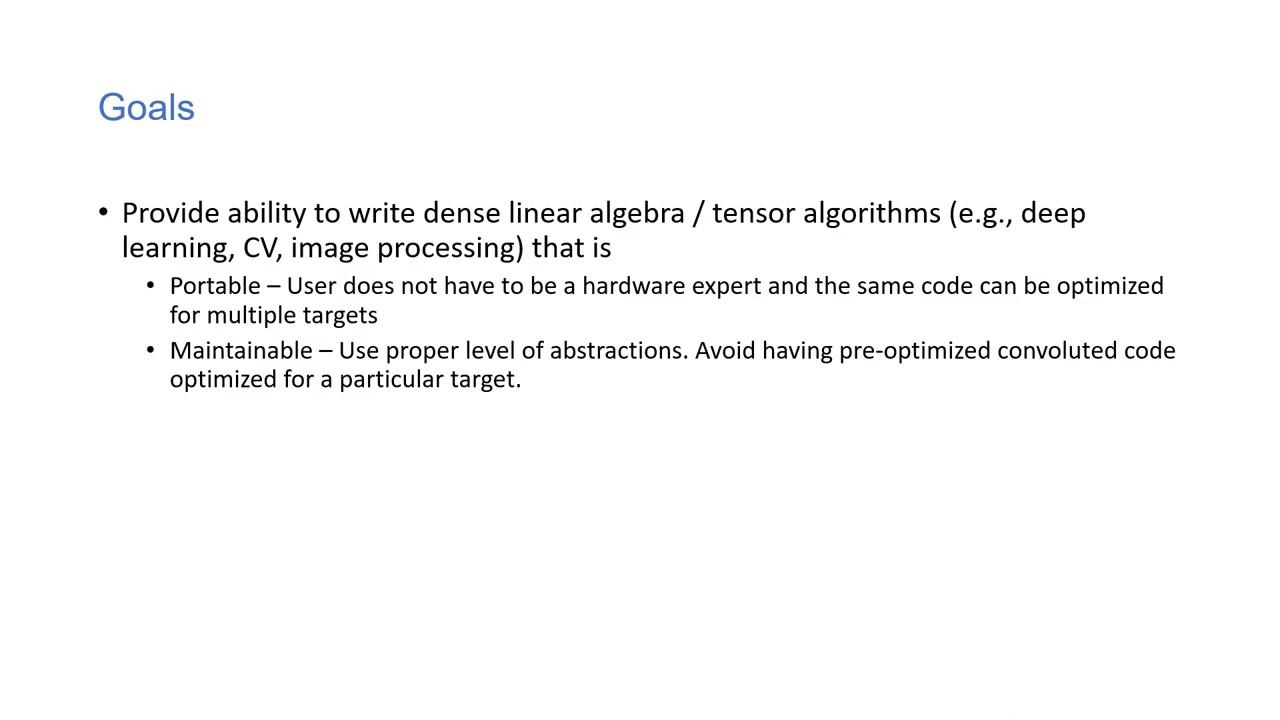 Goals
• Provide ability to write dense linear algebra / tensor algorithms (e.g., deep
learning, CV, image processing) that is
• Portable – User does not have to be a hardware expert and the same code can be optimized
for multiple targets
• Maintainable – Use proper level of abstractions. Avoid having pre-optimized convoluted code
optimized for a particular target.